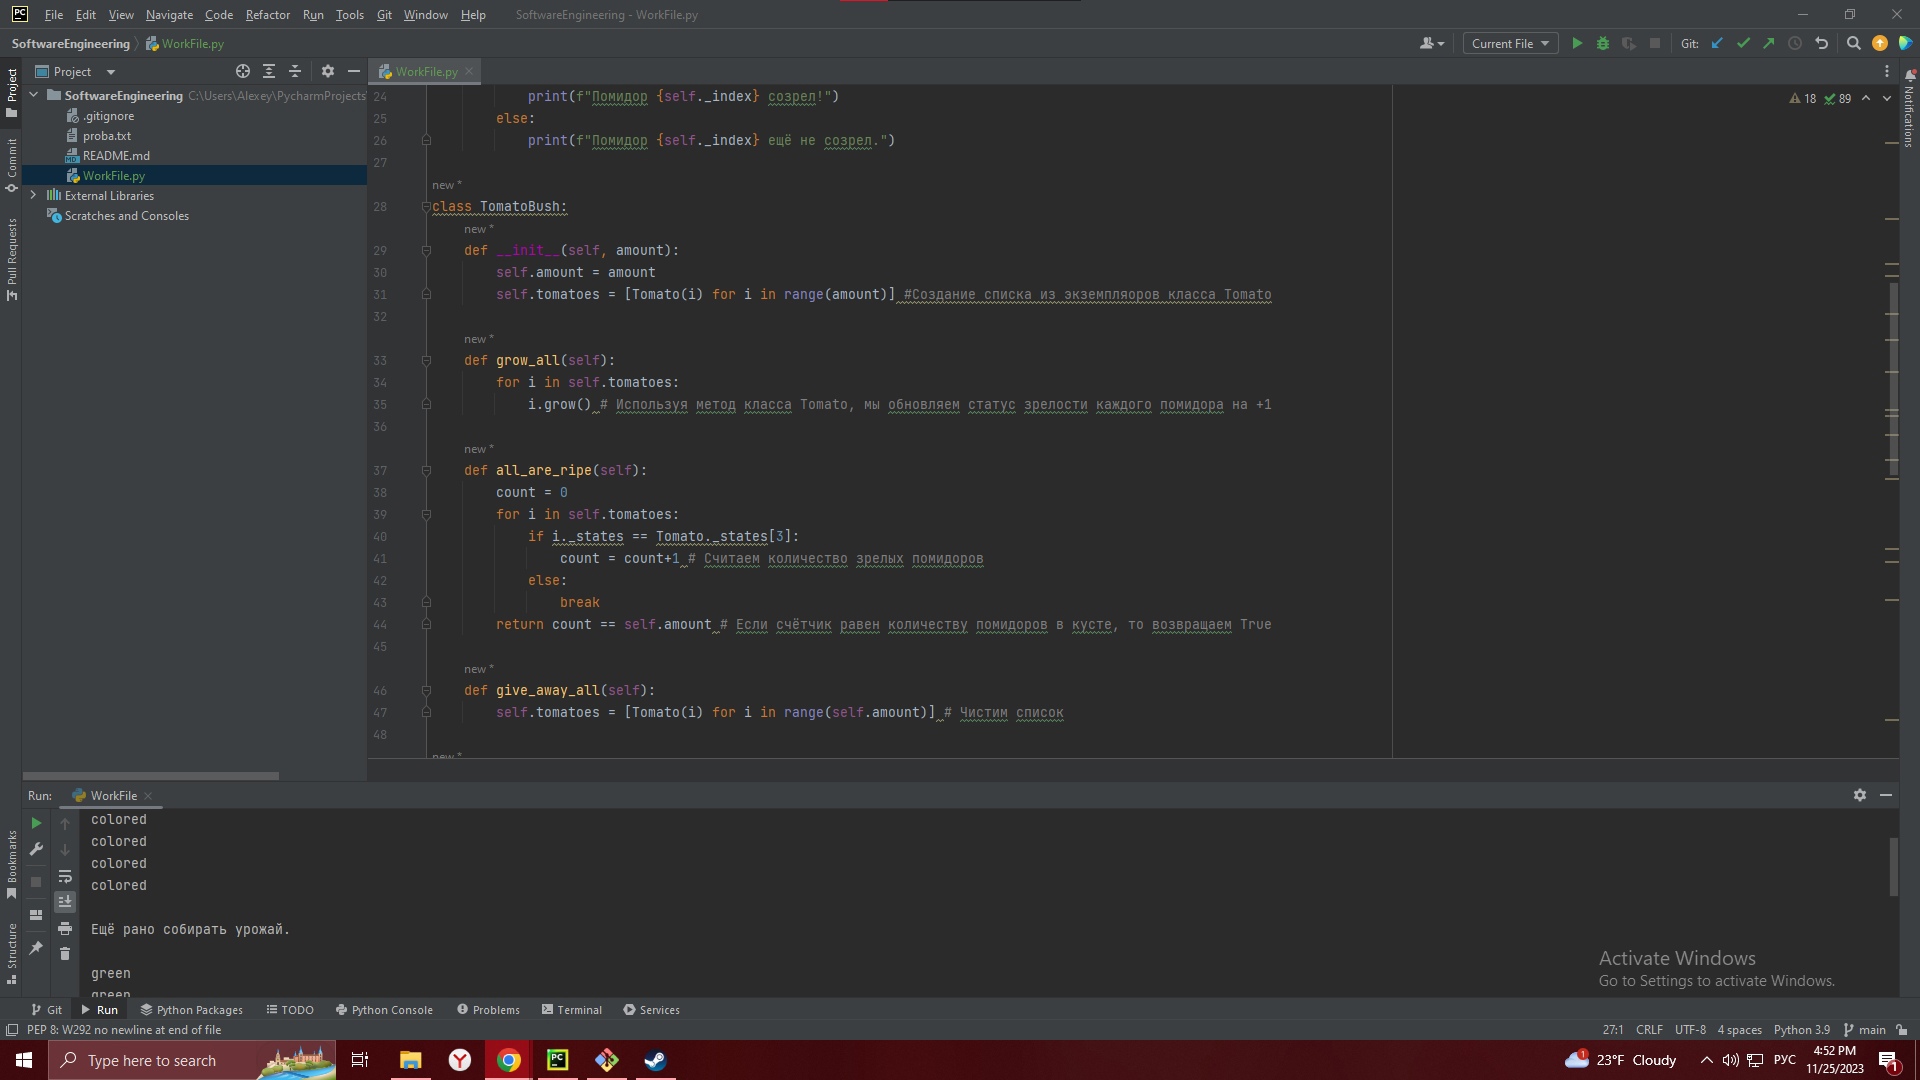 PC File Edit View Navigate Code Refactor Run Tools Git Window Help SoftwareEngineering - WorkFile.py
SoftwareEngineering WorkFile.py Current File Git:
Project WorkFile.py
Project
Commit
Pull Requests
Bookmarks
Structure
Notifications
SoftwareEngineering C:\Users\Alexey\PycharmProjects
.gitignore
proba.txt
README.md
WorkFile.py
External Libraries
Scratches and Consoles
18 89
24 print(f"Помидор {self._index} созрел!")
25 else:
26 print(f"Помидор {self._index} ещё не созрел.")
27
new *
28 class TomatoBush:
new *
29 def __init__(self, amount):
30 self.amount = amount
31 self.tomatoes = [Tomato(i) for i in range(amount)] #Создание списка из экземпляоров класса Tomato
32
new *
33 def grow_all(self):
34 for i in self.tomatoes:
35 i.grow() # Используя метод класса Tomato, мы обновляем статус зрелости каждого помидора на +1
36
new *
37 def all_are_ripe(self):
38 count = 0
39 for i in self.tomatoes:
40 if i._states == Tomato._states[3]:
41 count = count+1 # Считаем количество зрелых помидоров
42 else:
43 break
44 return count == self.amount # Если счётчик равен количеству помидоров в кусте, то возвращаем True
45
new *
46 def give_away_all(self):
47 self.tomatoes = [Tomato(i) for i in range(self.amount)] # Чистим список
48
new *
Run: WorkFile
colored
colored
colored
colored
Ещё рано собирать урожай.
green
green
Activate Windows
Go to Settings to activate Windows.
Git Run Python Packages TODO Python Console Problems Terminal Services
PEP 8: W292 no newline at end of file 27:1 CRLF UTF-8 4 spaces Python 3.9 main
Type here to search 23°F Cloudy РУС 4:52 PM
11/25/2023